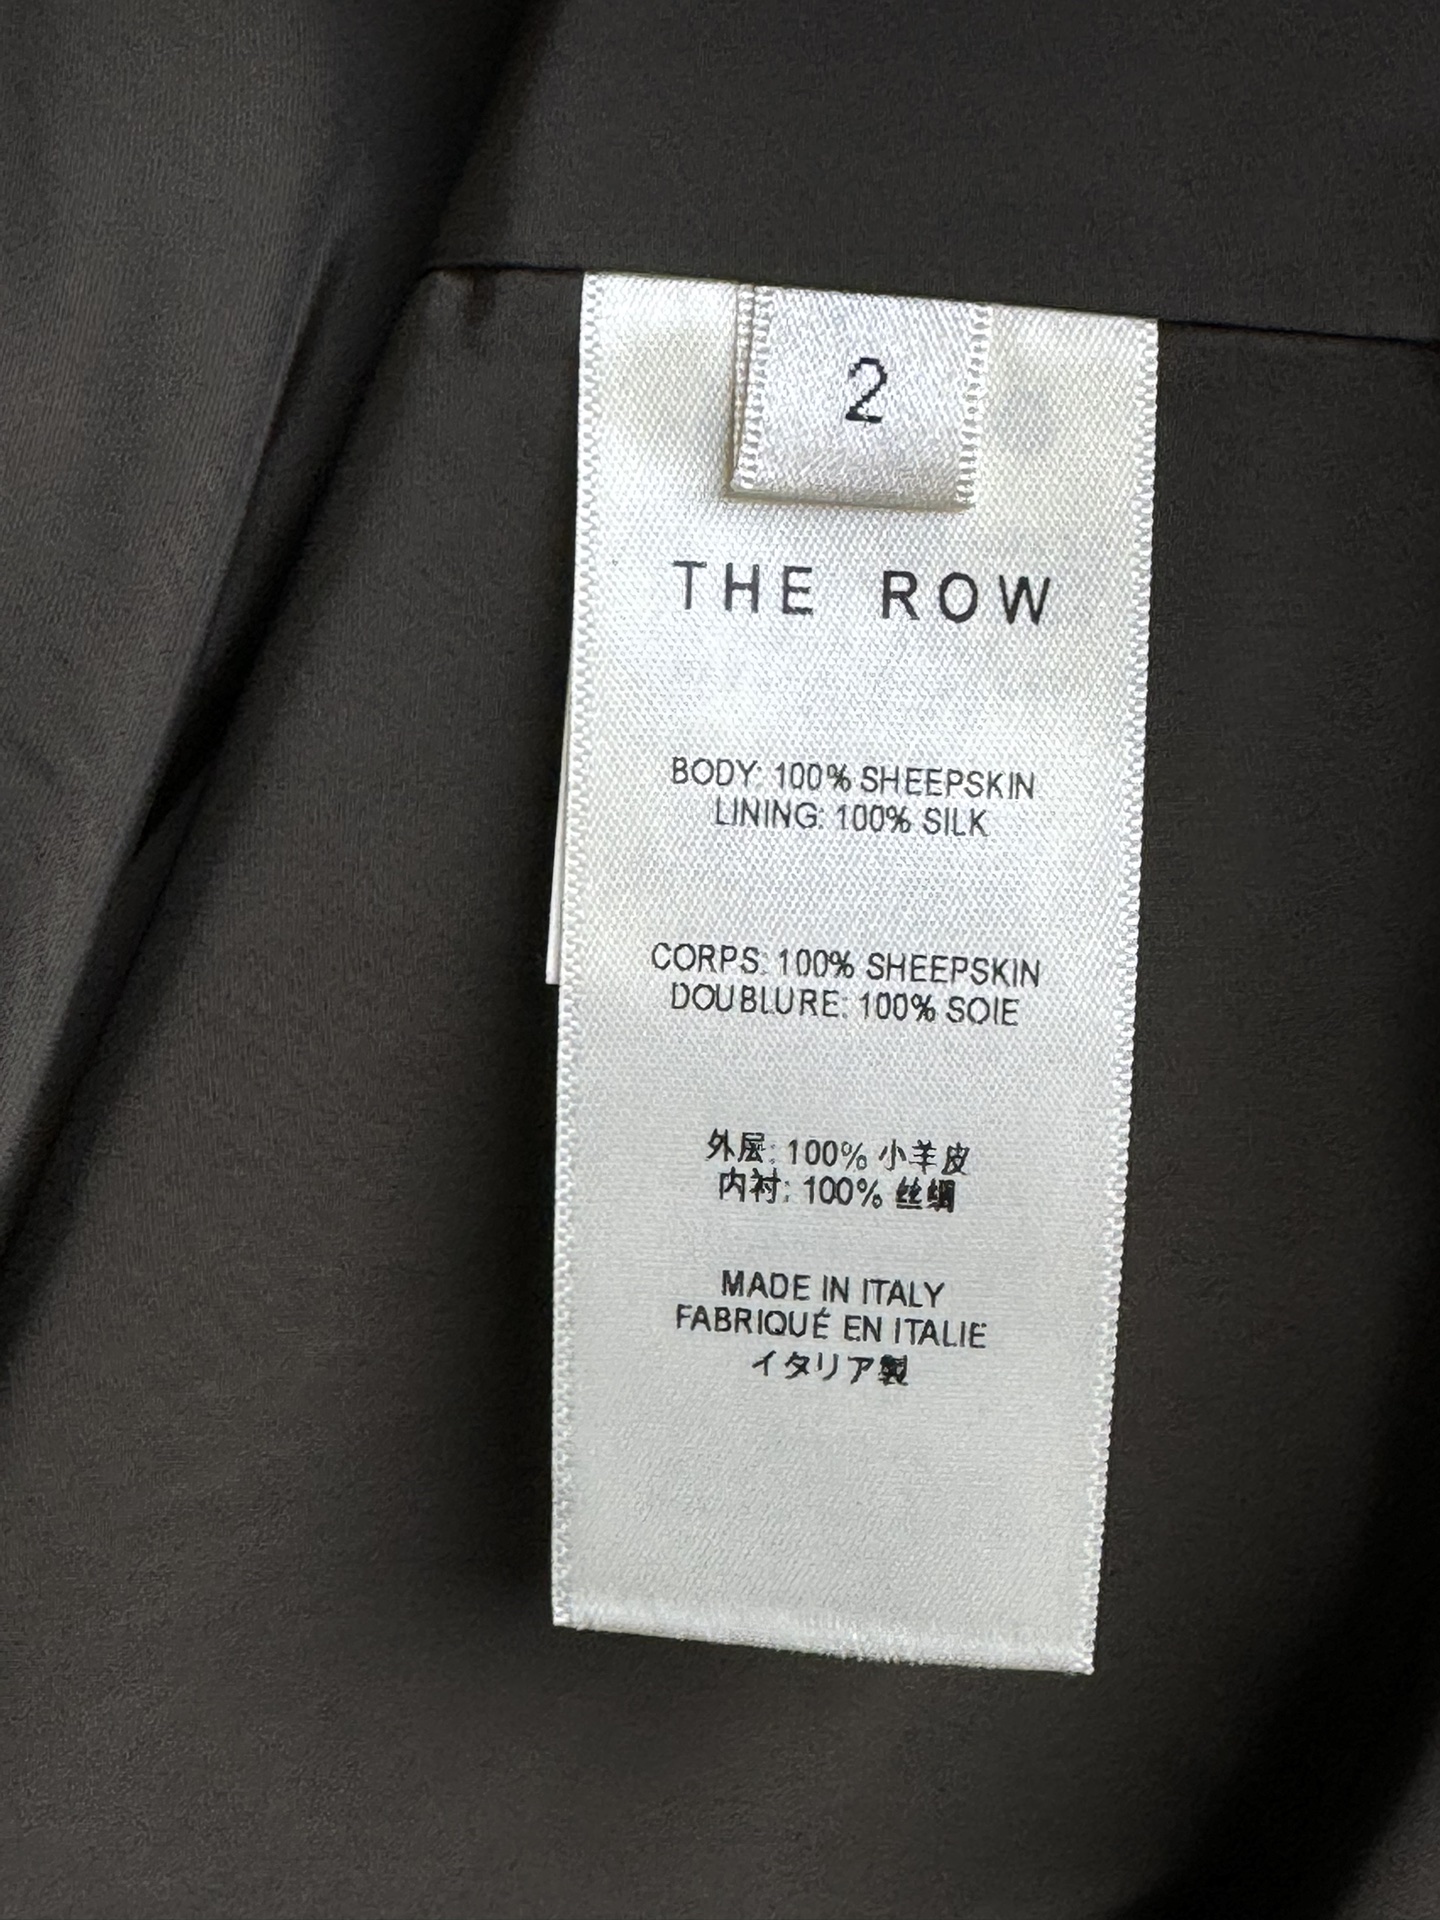 2
THE ROW
BODY: 100% SHEEPSKIN
LINING: 100% SILK
CORPS: 100% SHEEPSKIN
DOUBLURE: 100% SOIE
外层: 100% 小羊皮
内衬: 100% 丝绸
MADE IN ITALY
FABRIQUÉ EN ITALIE
イタリア製